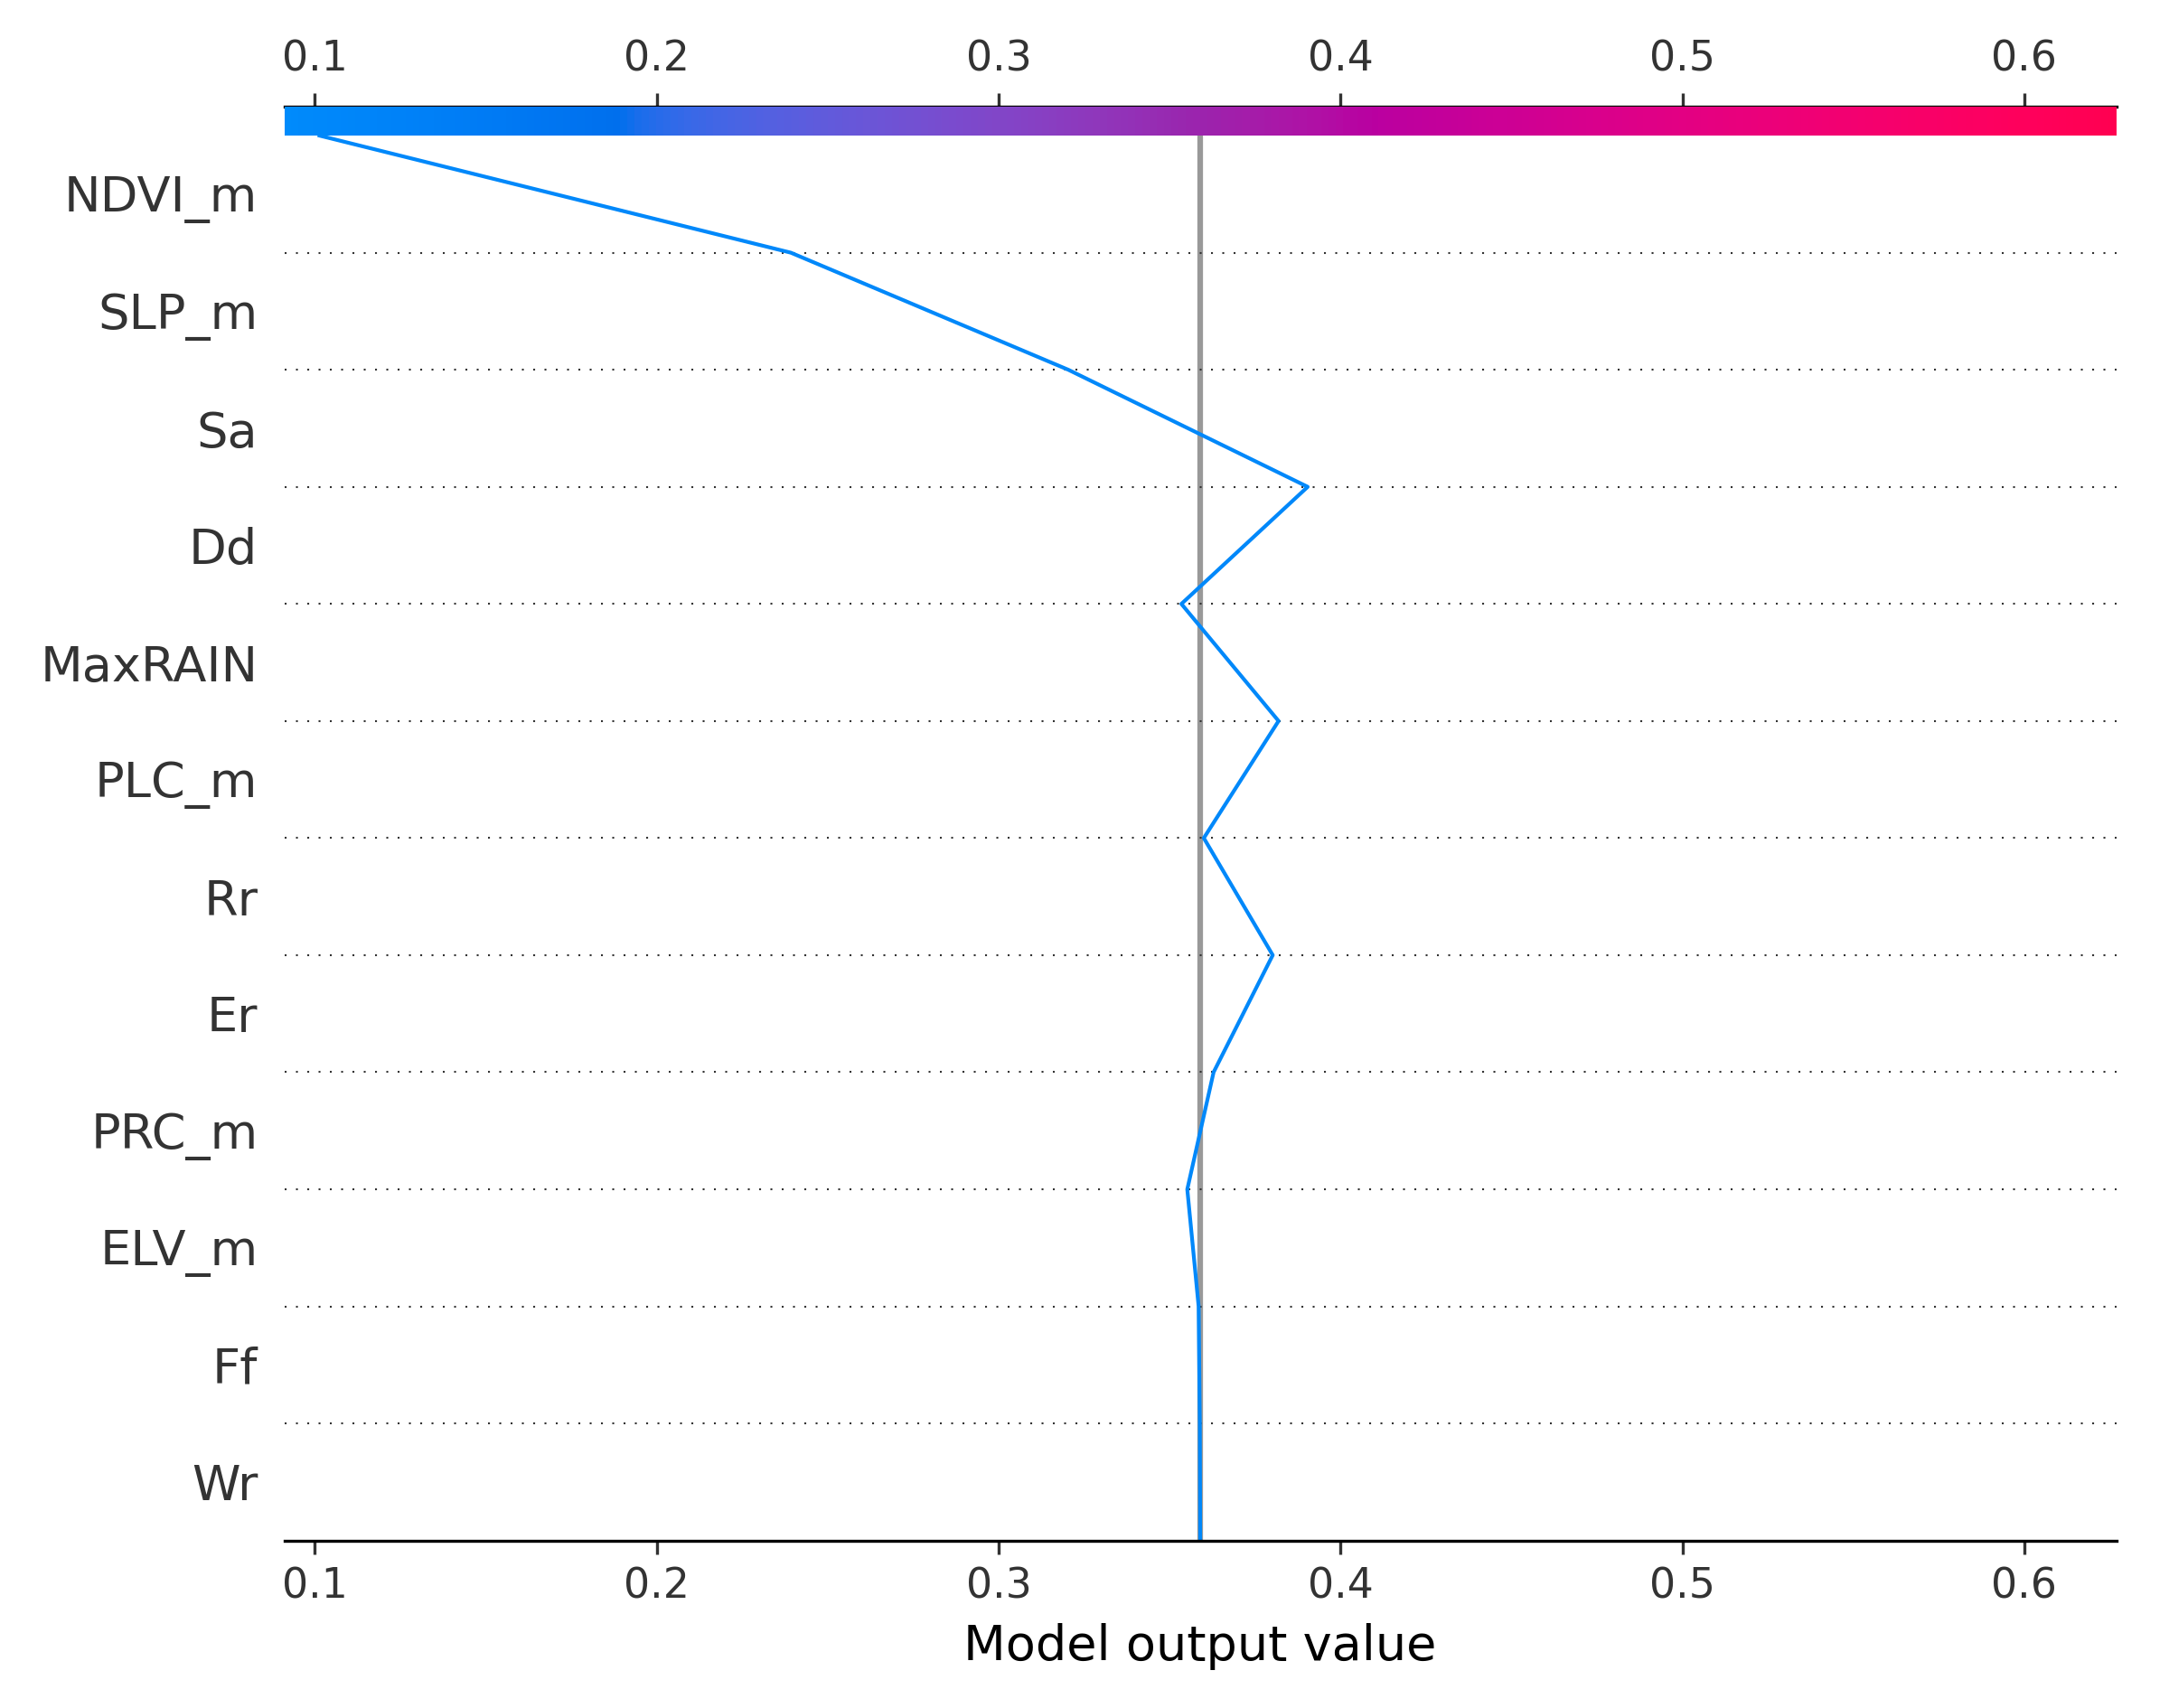 0.1 0.2 0.3 0.4 0.5 0.6
NDVI_m
SLP_m
Sa
Dd
MaxRAIN
PLC_m
Rr
Er
PRC_m
ELV_m
Ff
Wr
0.1 0.2 0.3 0.4 0.5 0.6
Model output value